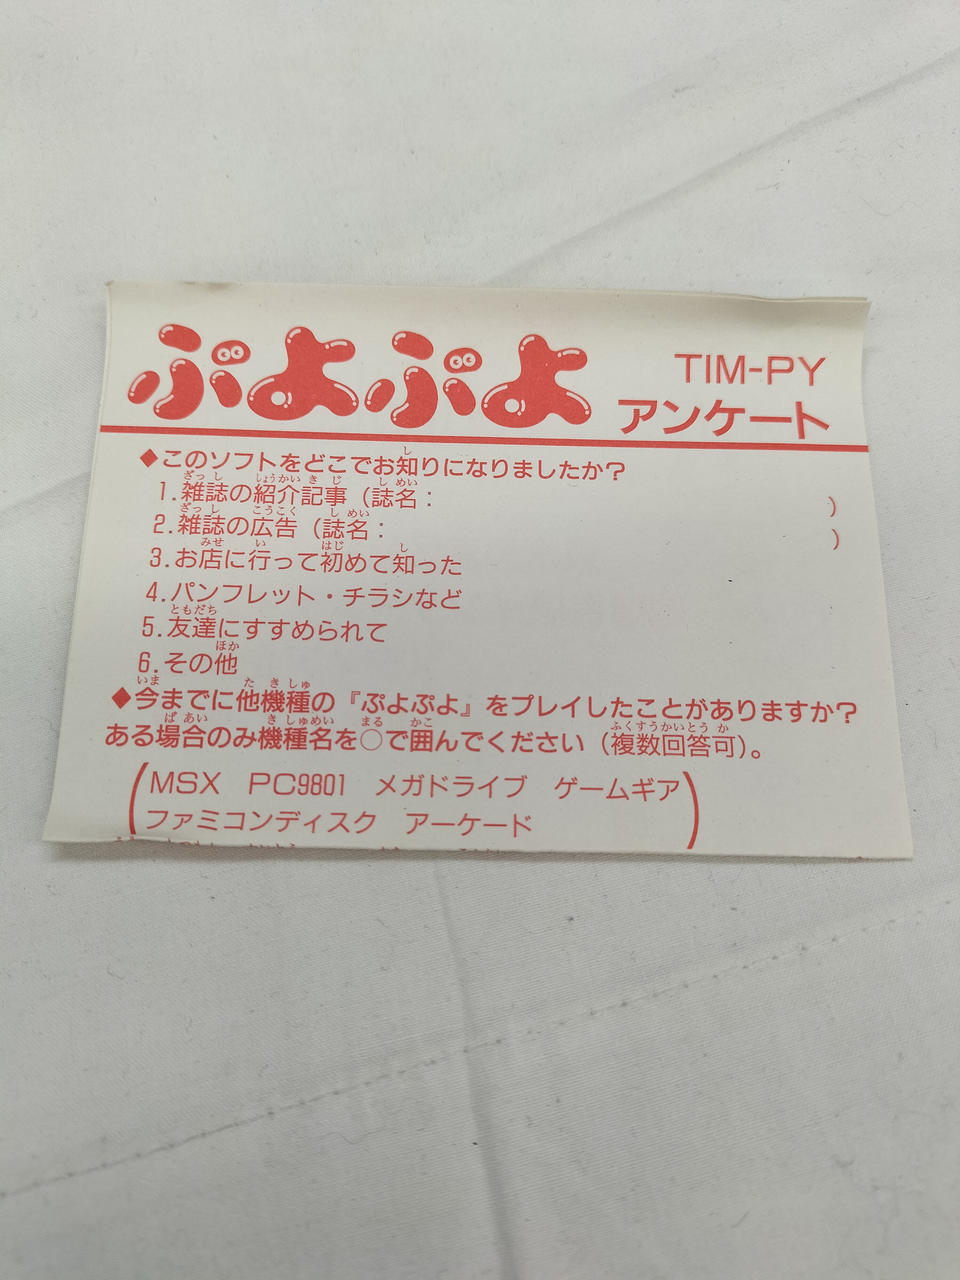 ぷよぷよ
TIM-PY
アンケート
◆このソフトをどこでお知りになりましたか？
1.雑誌の紹介記事（誌名： ）
2.雑誌の広告（誌名： ）
3.お店に行って初めて知った
4.パンフレット・チラシなど
5.友達にすすめられて
6.その他
◆今までに他機種の『ぷよぷよ』をプレイしたことがありますか？
ある場合のみ機種名を○で囲んでください（複数回答可）。
（MSX PC9801 メガドライブ ゲームギア
ファミコンディスク アーケード）